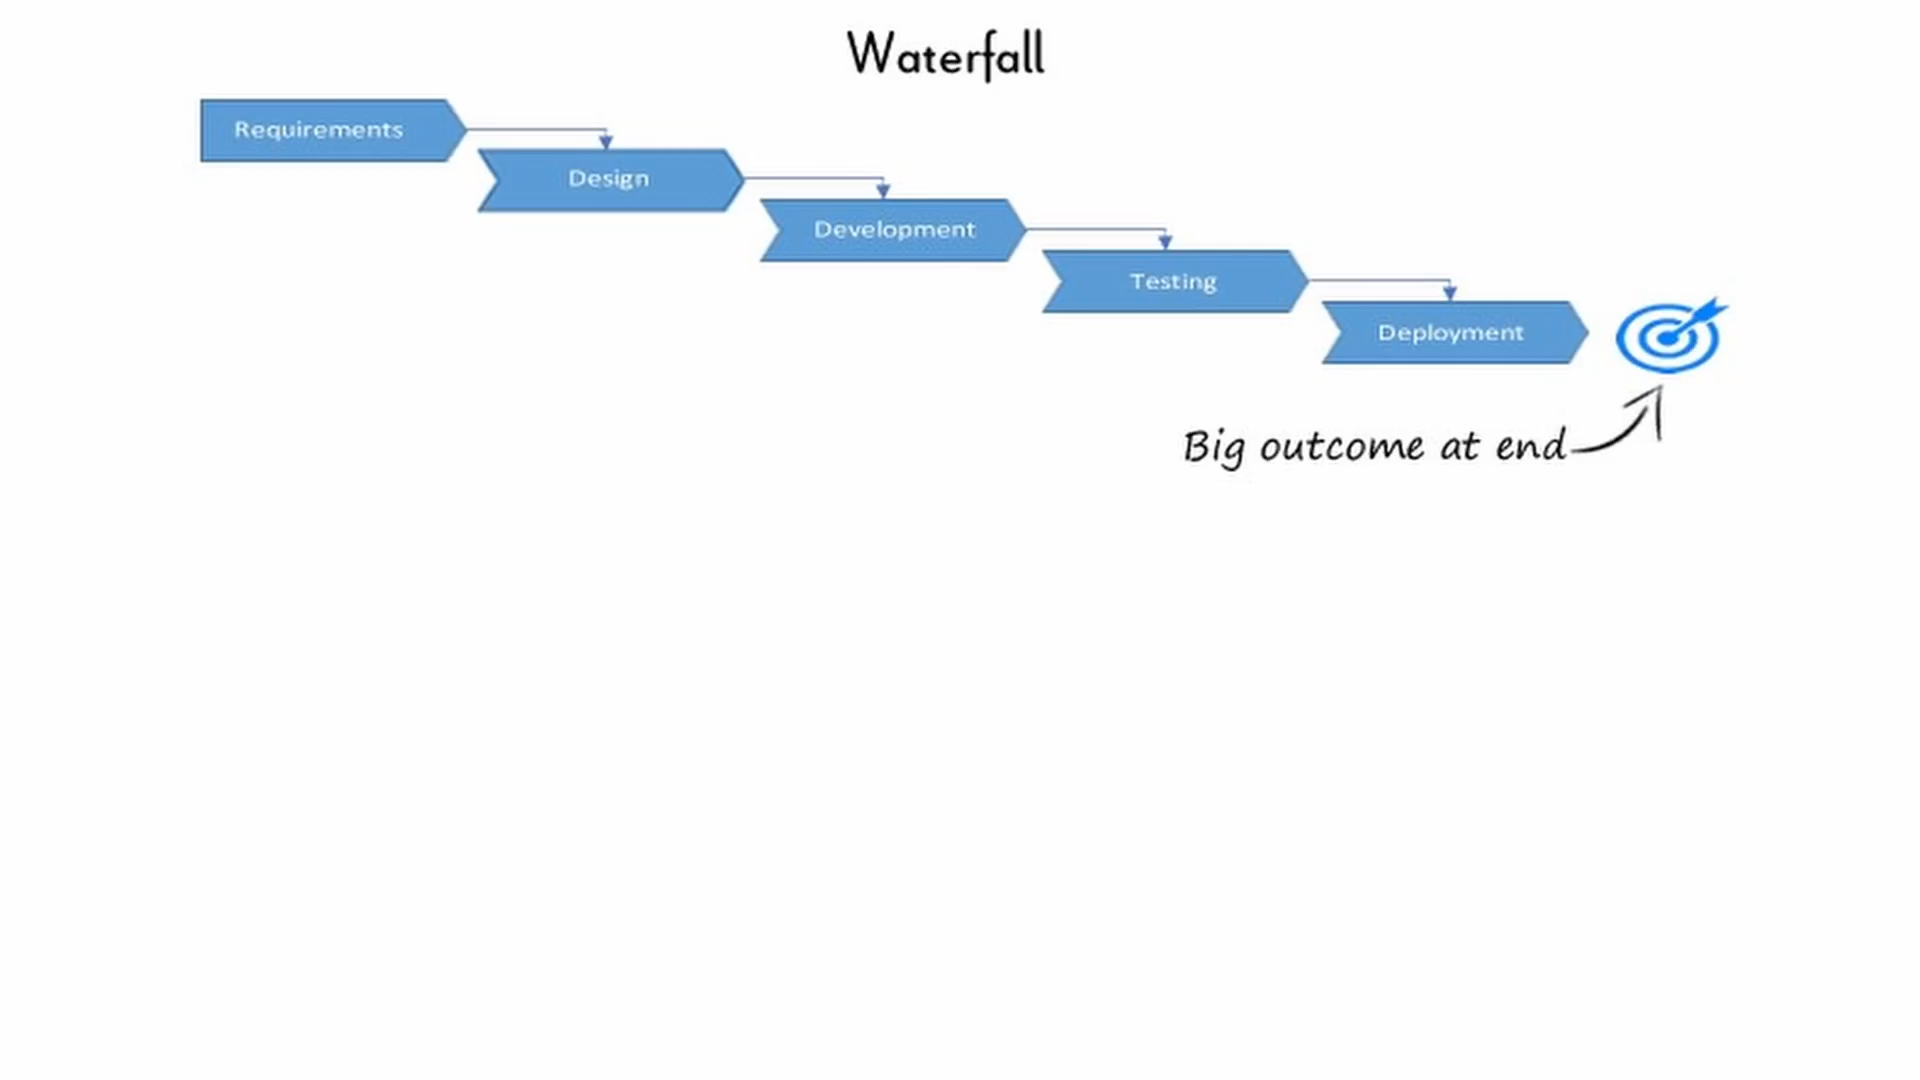 Waterfall
Requirements
Design
Development
Testing
Deployment
Big outcome at end